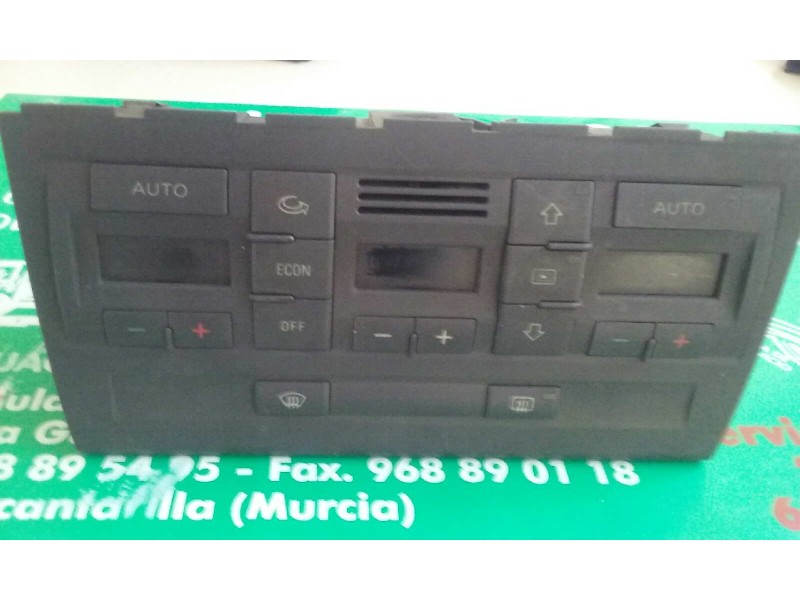 AUTO
AUTO
ECON
OFF
- +
- +
- +
8 89 54 95 - Fax. 968 89 01 18
cantarilla (Murcia)